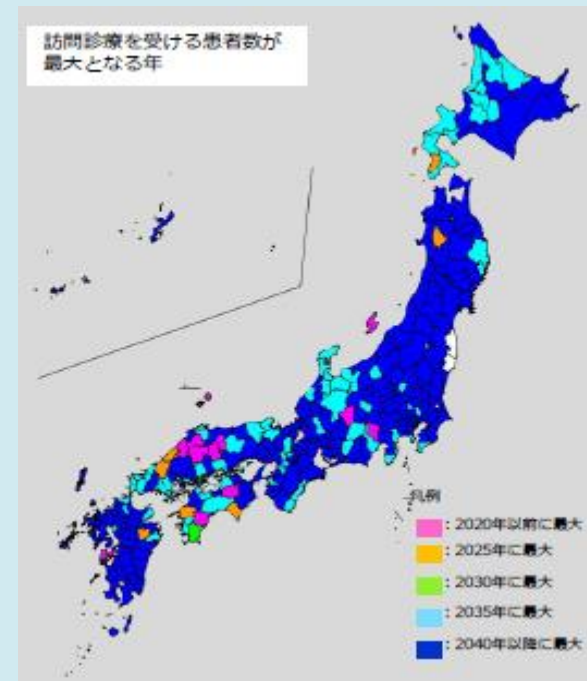 訪問診療を受ける患者数が
最大となる年
凡例
：2020年以前に最大
：2025年に最大
：2030年に最大
：2035年に最大
：2040年以降に最大